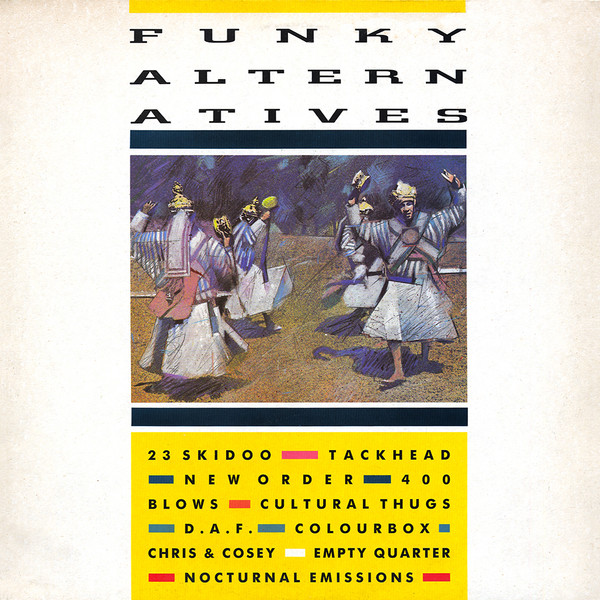 FUNKY
ALTERN
ATIVES
23 SKIDOO TACKHEAD
NEW ORDER 400
BLOWS CULTURAL THUGS
D.A.F. COLOURBOX
CHRIS & COSEY EMPTY QUARTER
NOCTURNAL EMISSIONS